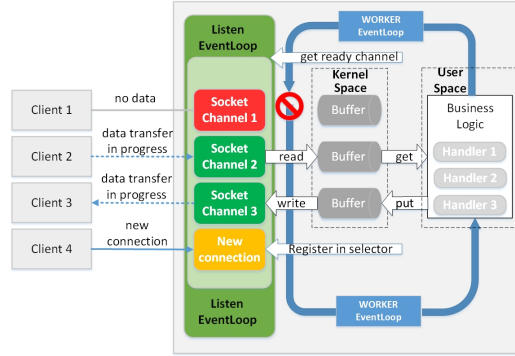 WORKER
EventLoop
Listen
EventLoop
get ready channel
Kernel
Space
User
Space
Client 1
no data
Socket
Channel 1
Buffer
Business
Logic
Client 2
data transfer
in progress
Socket
Channel 2
read
Buffer
get
Handler 1
Handler 2
Client 3
data transfer
in progress
Socket
Channel 3
write
Buffer
put
Handler 3
Client 4
new
connection
New
connection
Register in selector
Listen
EventLoop
WORKER
EventLoop